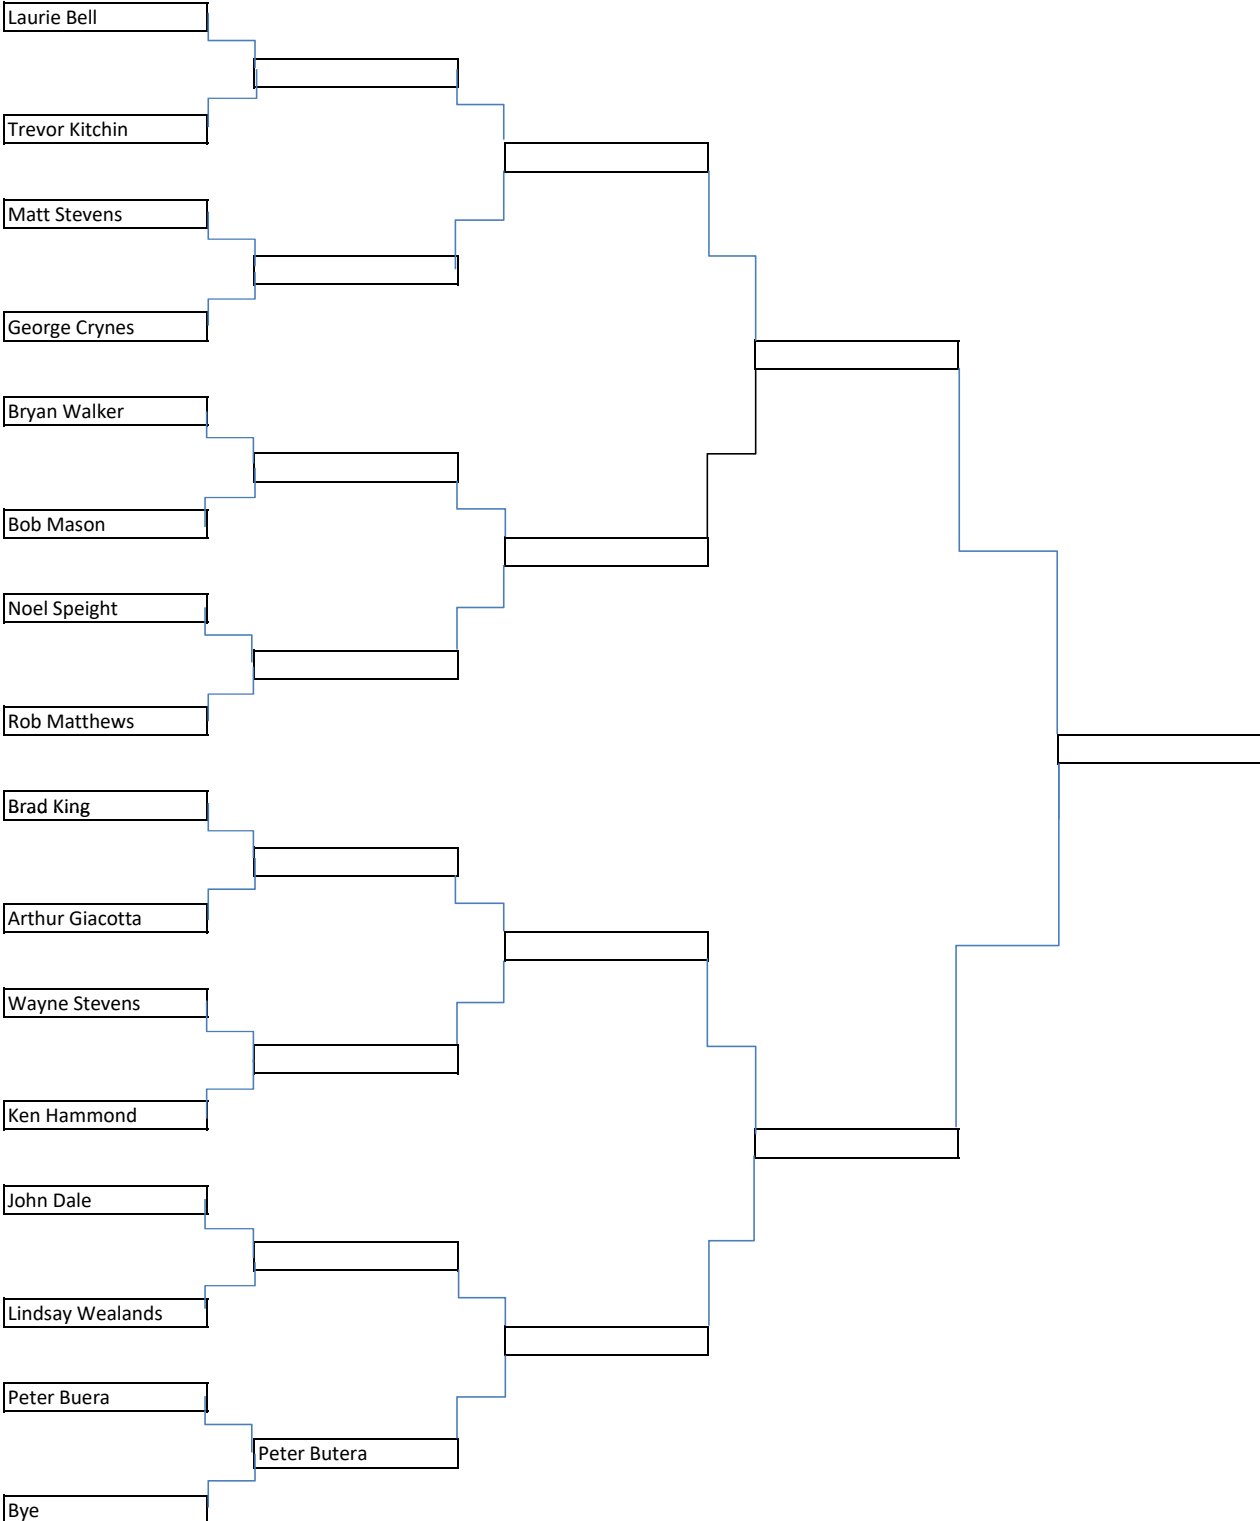 Laurie Bell
Trevor Kitchin
Matt Stevens
George Crynes
Bryan Walker
Bob Mason
Noel Speight
Rob Matthews
Brad King
Arthur Giacotta
Wayne Stevens
Ken Hammond
John Dale
Lindsay Wealands
Peter Buera
Peter Butera
Bye